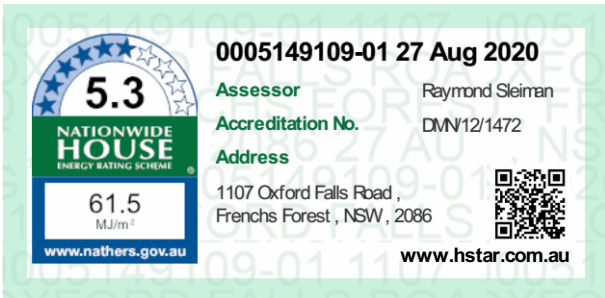 5.3
NATIONWIDE
HOUSE
ENERGY RATING SCHEME ®
61.5
MJ/m²
www.nathers.gov.au
0005149109-01 27 Aug 2020
Assessor Raymond Sleiman
Accreditation No. DMN/12/1472
Address
1107 Oxford Falls Road ,
Frenchs Forest , NSW , 2086
www.hstar.com.au